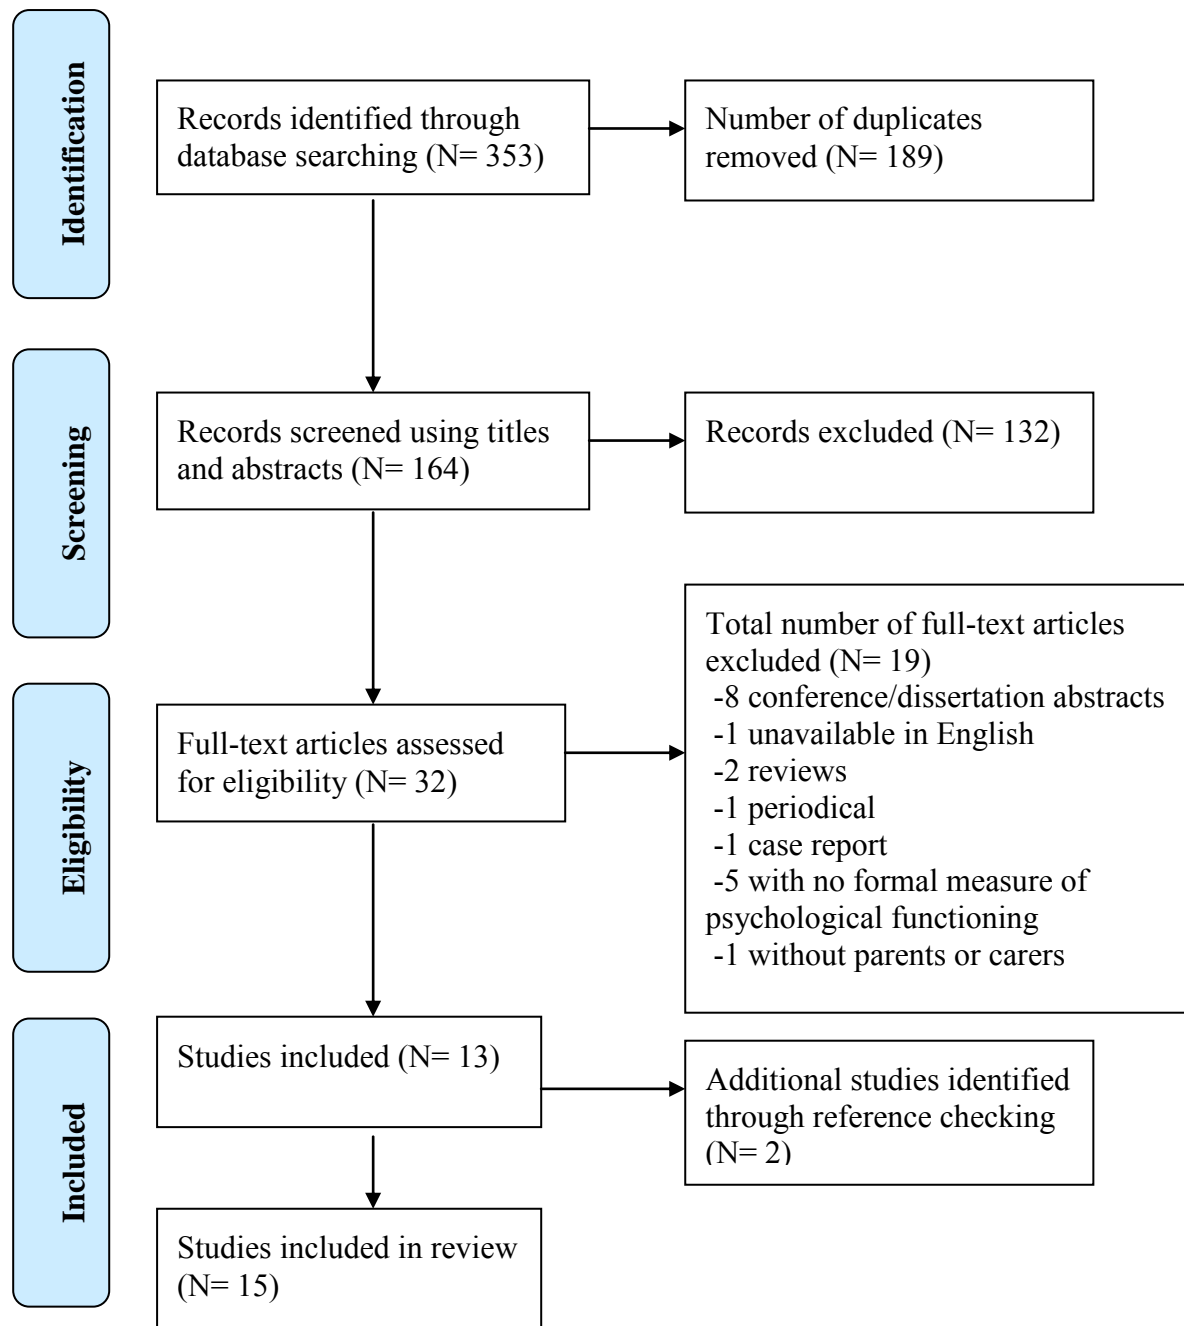 Identification
Records identified through
database searching (N= 353)
Number of duplicates
removed (N= 189)
Screening
Records screened using titles
and abstracts (N= 164)
Records excluded (N= 132)
Eligibility
Full-text articles assessed
for eligibility (N= 32)
Total number of full-text articles
excluded (N= 19)
-8 conference/dissertation abstracts
-1 unavailable in English
-2 reviews
-1 periodical
-1 case report
-5 with no formal measure of
psychological functioning
-1 without parents or carers
Included
Studies included (N= 13)
Additional studies identified
through reference checking
(N= 2)
Studies included in review
(N= 15)